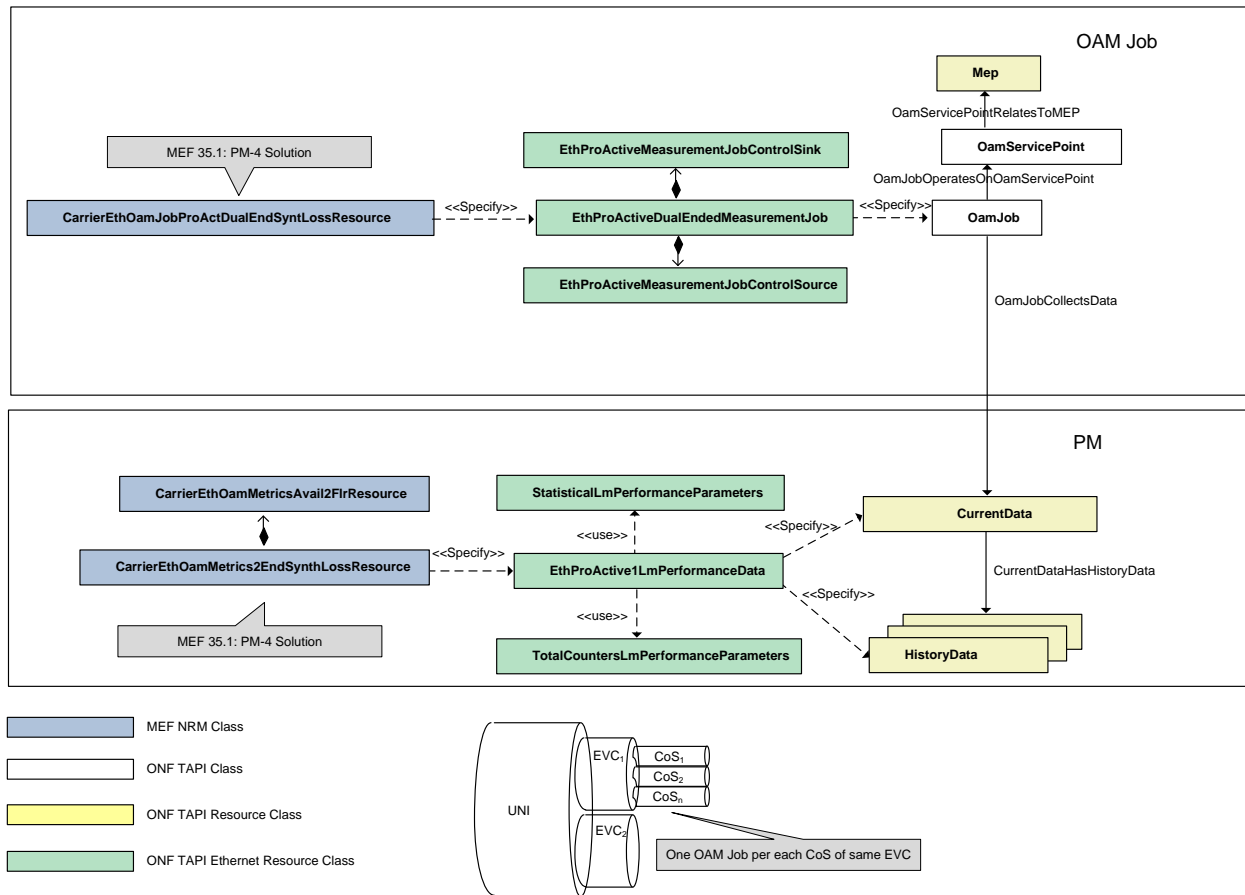 OAM Job
Mep
OamServicePointRelatesToMEP
MEF 35.1: PM-4 Solution
EthProActiveMeasurementJobControlSink
OamServicePoint
OamJobOperatesOnOamServicePoint
CarrierEthOamJobProActDualEndSyntLossResource
<<Specify>>
EthProActiveDualEndedMeasurementJob
<<Specify>>
OamJob
EthProActiveMeasurementJobControlSource
OamJobCollectsData
PM
CarrierEthOamMetricsAvail2FlrResource
StatisticalLmPerformanceParameters
CurrentData
<<Specify>>
<<use>>
<<Specify>>
CarrierEthOamMetrics2EndSynthLossResource
EthProActive1LmPerformanceData
CurrentDataHasHistoryData
<<Specify>>
<<use>>
MEF 35.1: PM-4 Solution
TotalCountersLmPerformanceParameters
HistoryData
MEF NRM Class
ONF TAPI Class
ONF TAPI Resource Class
ONF TAPI Ethernet Resource Class
UNI
EVC1
CoS1
CoS2
CoSn
EVC2
One OAM Job per each CoS of same EVC